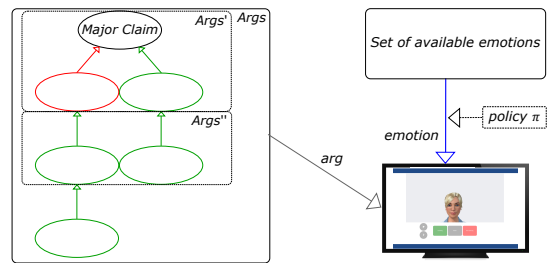 Args' Args
Major Claim
Args''
Set of available emotions
policy π
emotion
arg